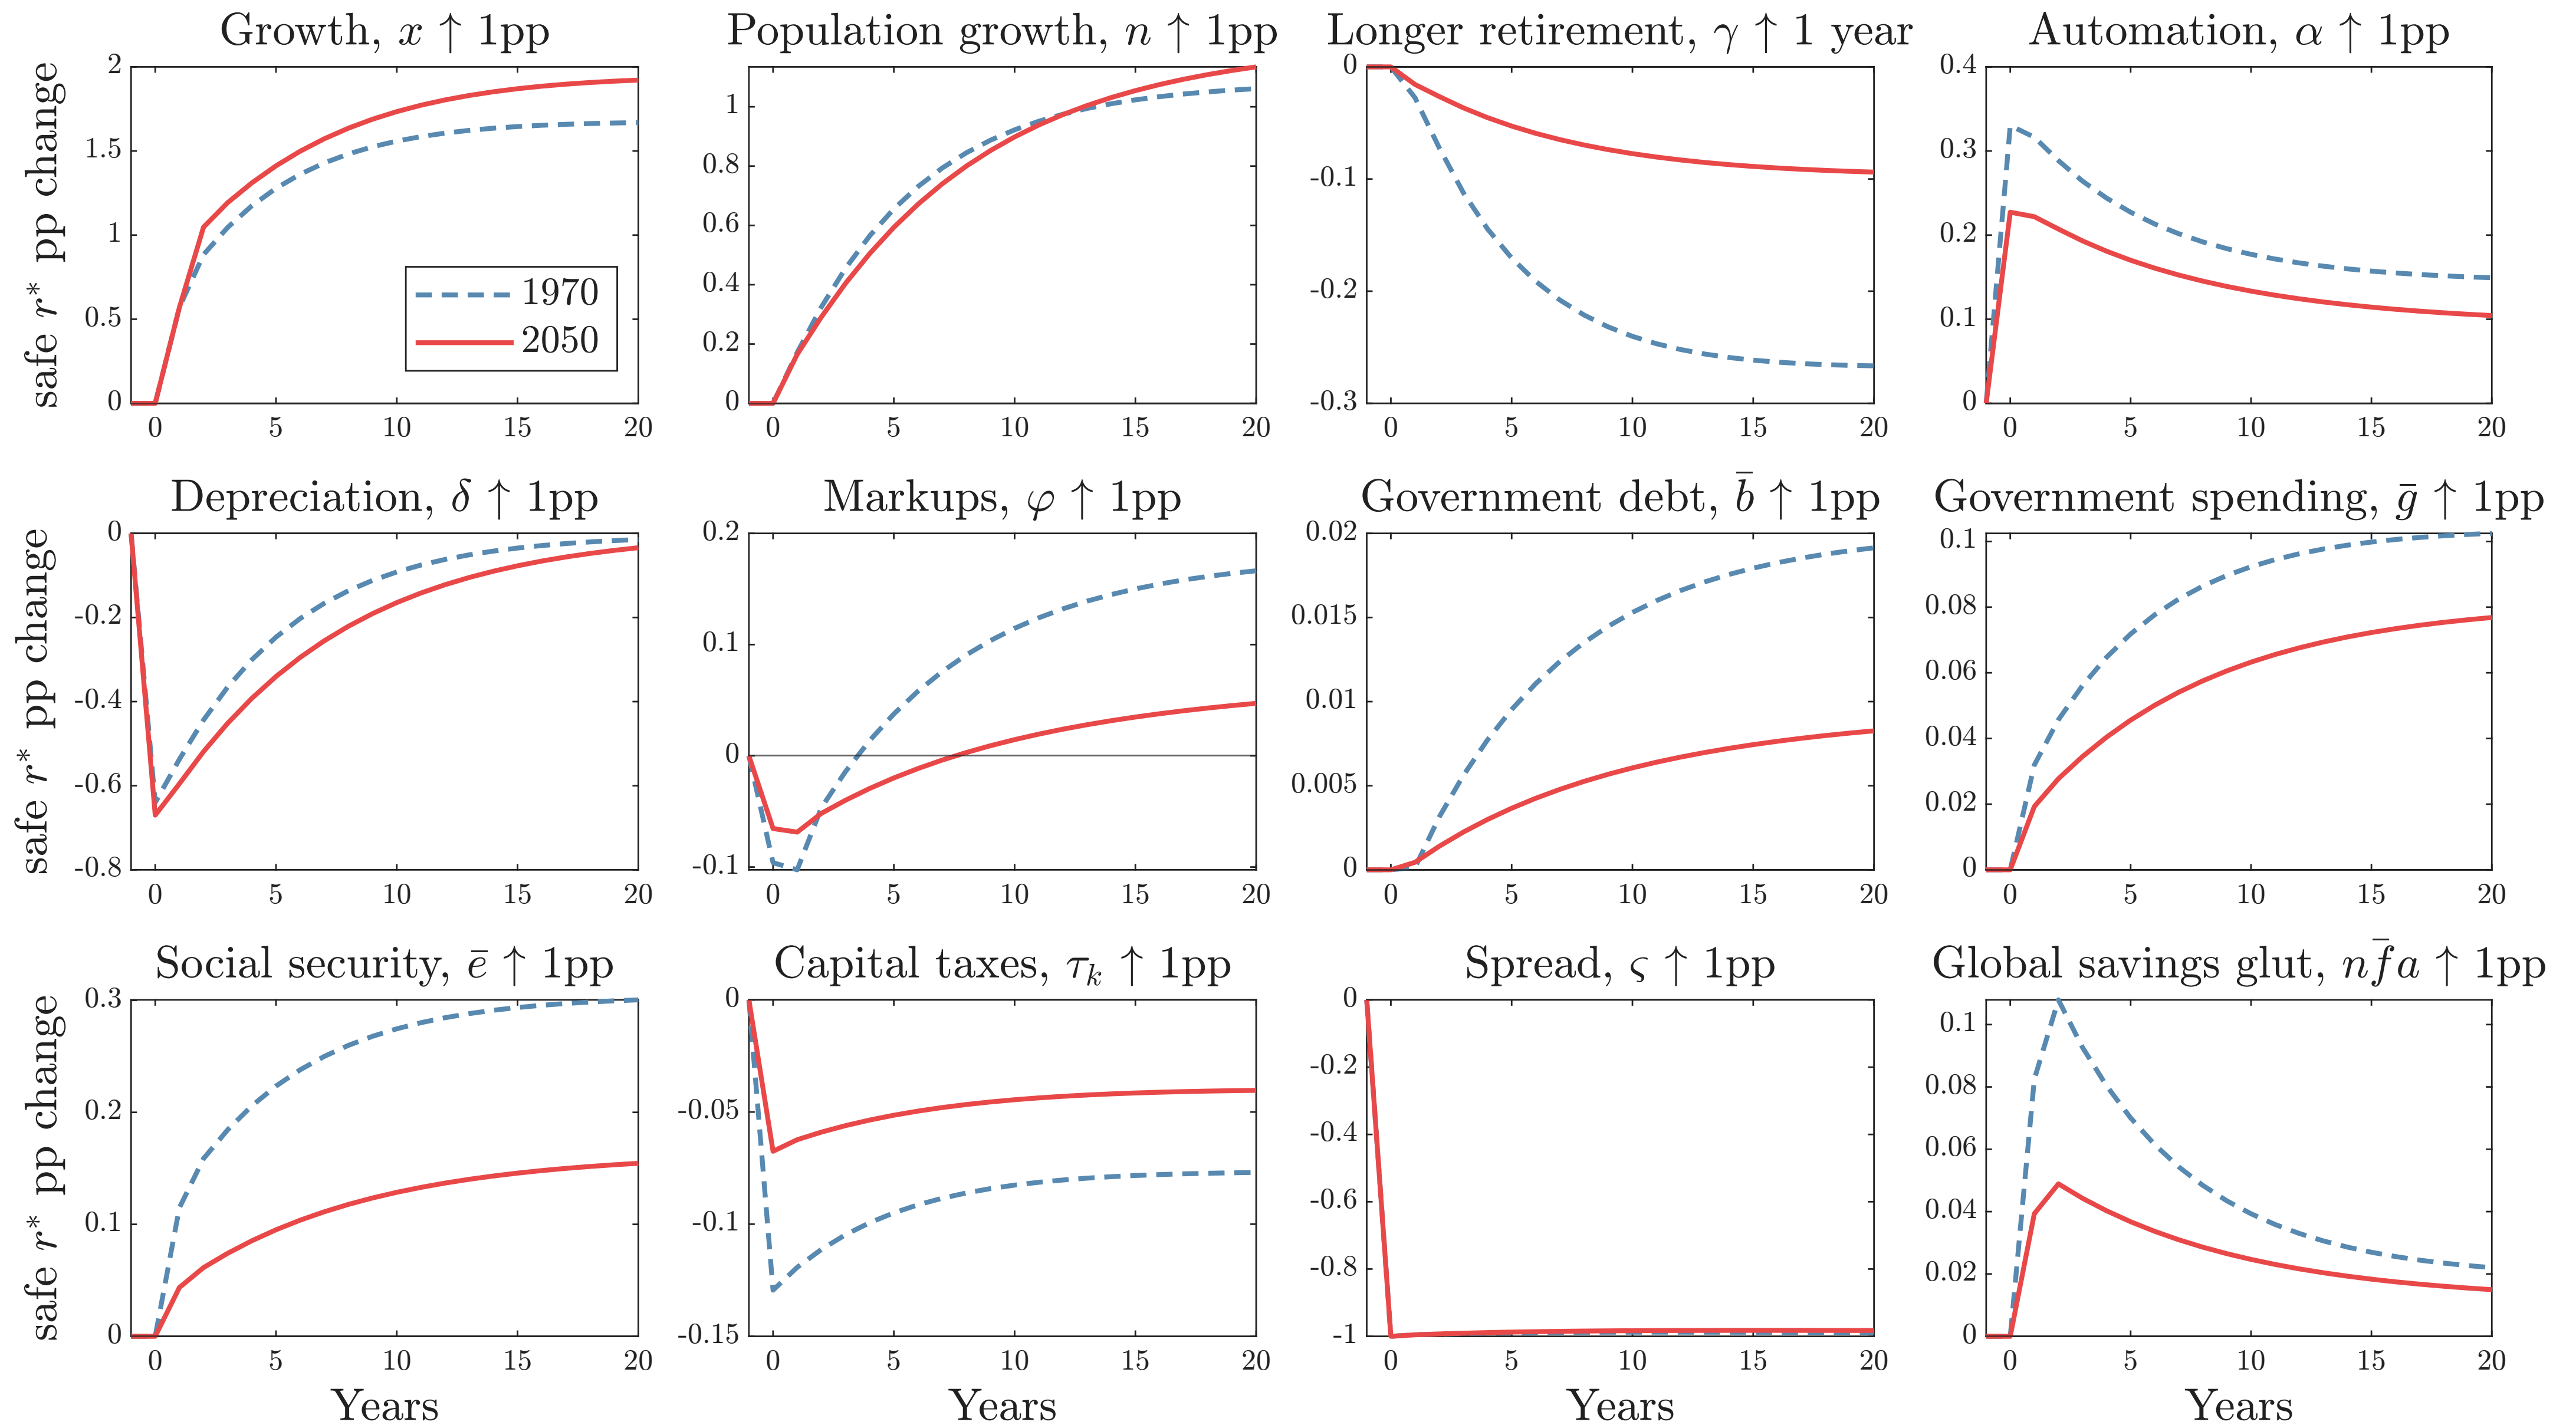 Growth, x ↑ 1pp
safe r* pp change
2
1.5
1
0.5
0
0 5 10 15 20
1970
2050
Population growth, n ↑ 1pp
1
0.8
0.6
0.4
0.2
0
0 5 10 15 20
Longer retirement, γ ↑ 1 year
0
-0.1
-0.2
-0.3
0 5 10 15 20
Automation, α ↑ 1pp
0.4
0.3
0.2
0.1
0
0 5 10 15 20
Depreciation, δ ↑ 1pp
safe r* pp change
0
-0.2
-0.4
-0.6
-0.8
0 5 10 15 20
Markups, φ ↑ 1pp
0.2
0.1
0
-0.1
0 5 10 15 20
Government debt, b̄ ↑ 1pp
0.02
0.015
0.01
0.005
0
0 5 10 15 20
Government spending, ḡ ↑ 1pp
0.1
0.08
0.06
0.04
0.02
0
0 5 10 15 20
Social security, ē ↑ 1pp
safe r* pp change
0.3
0.2
0.1
0
0 5 10 15 20
Years
Capital taxes, τₖ ↑ 1pp
0
-0.05
-0.1
-0.15
0 5 10 15 20
Years
Spread, ς ↑ 1pp
0
-0.2
-0.4
-0.6
-0.8
-1
0 5 10 15 20
Years
Global savings glut, nf̄a ↑ 1pp
0.1
0.08
0.06
0.04
0.02
0
0 5 10 15 20
Years